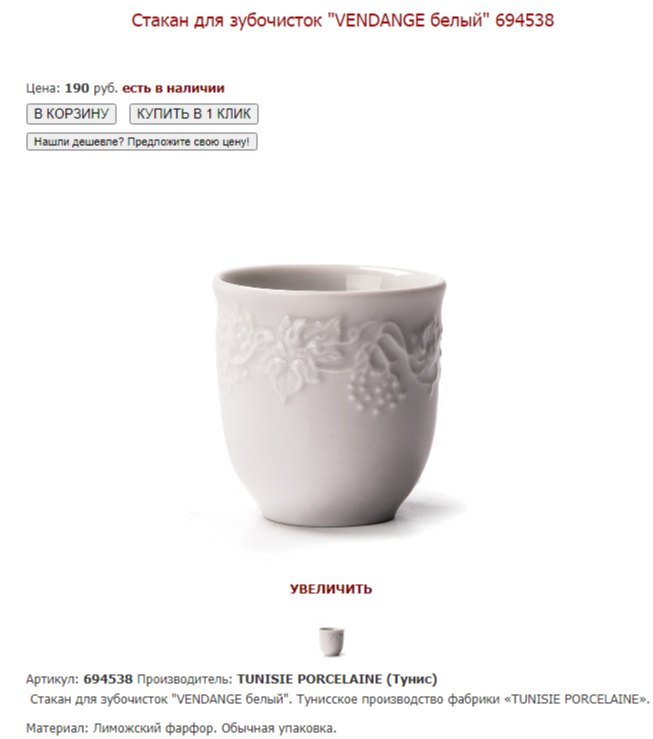 Стакан для зубочисток "VENDANGE белый" 694538
Цена: 190 руб. есть в наличии
В КОРЗИНУ КУПИТЬ В 1 КЛИК
Нашли дешевле? Предложите свою цену!
УВЕЛИЧИТЬ
Артикул: 694538 Производитель: TUNISIE PORCELAINE (Тунис)
Стакан для зубочисток "VENDANGE белый". Тунисское производство фабрики «TUNISIE PORCELAINE».
Материал: Лиможский фарфор. Обычная упаковка.